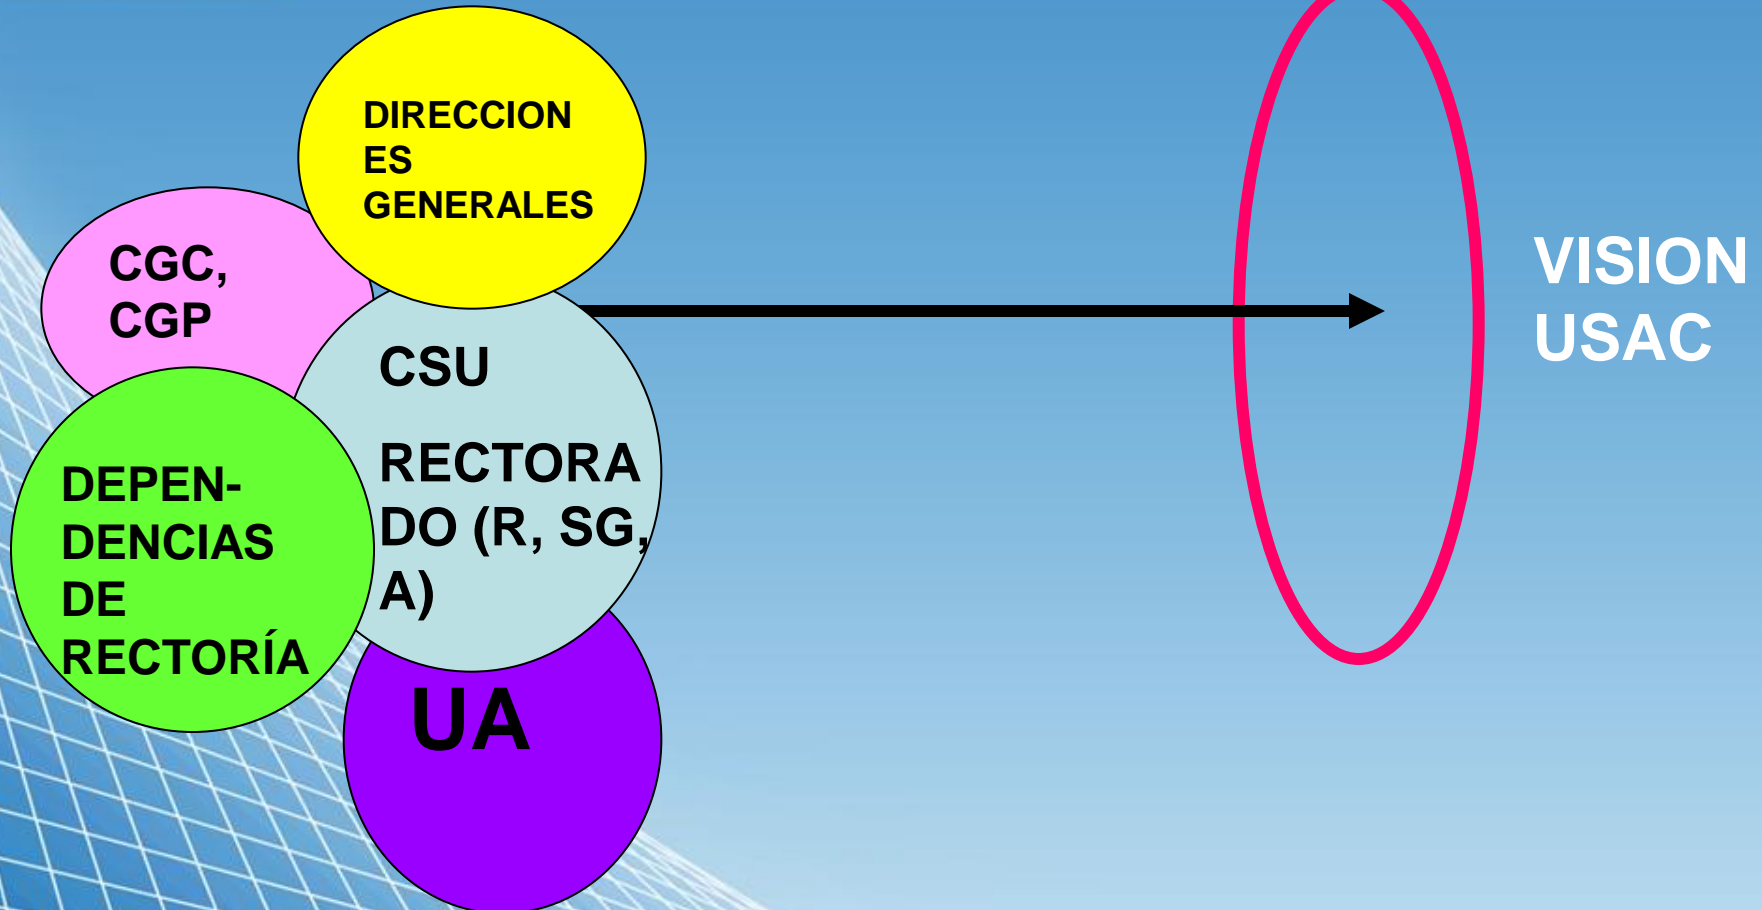 DIRECCION
ES
GENERALES
CGC,
CGP
CSU
RECTORA
DO (R, SG,
A)
DEPEN-
DENCIAS
DE
RECTORÍA
UA
VISION
USAC